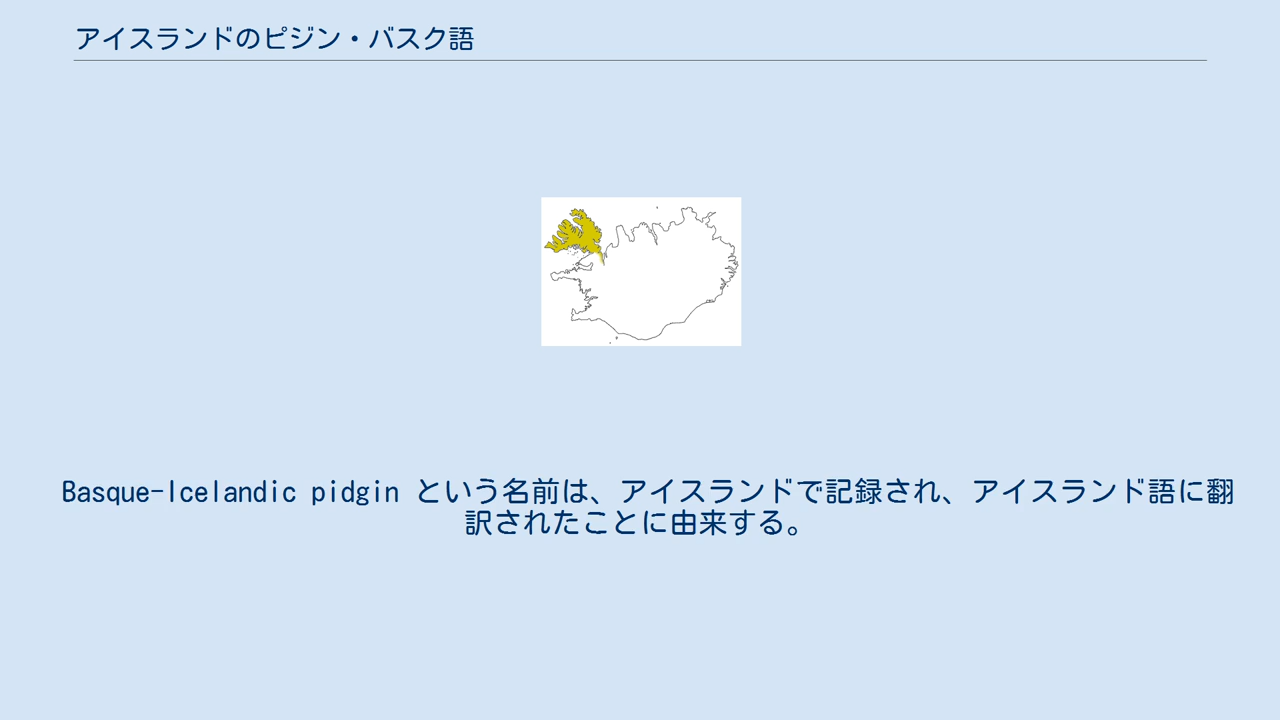 アイスランドのピジン・バスク語
Basque-Icelandic pidgin という名前は、アイスランドで記録され、アイスランド語に翻
訳されたことに由来する。